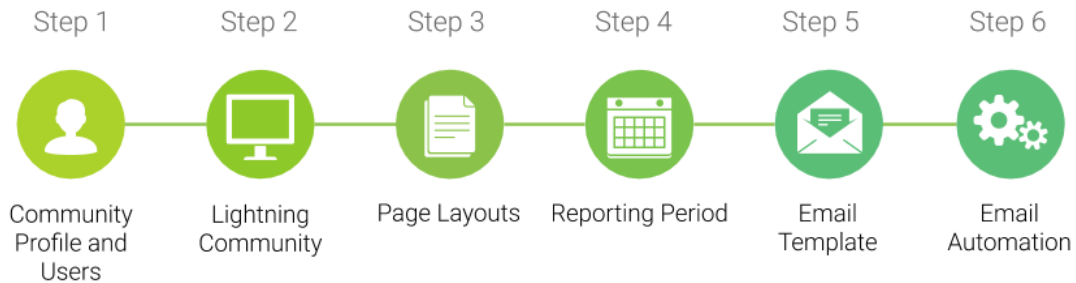 Step 1
Step 2
Step 3
Step 4
Step 5
Step 6
Community
Profile and
Users
Lightning
Community
Page Layouts
Reporting Period
Email
Template
Email
Automation